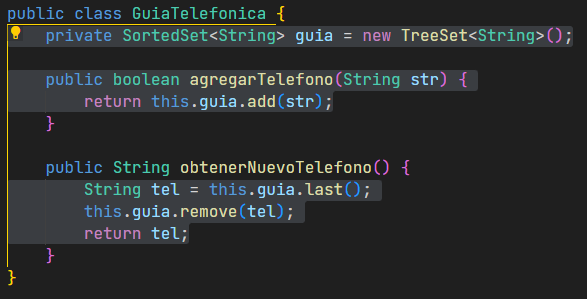 public class GuiaTelefonica {
    private SortedSet<String> guia = new TreeSet<String>();
    public boolean agregarTelefono(String str) {
        return this.guia.add(str);
    }
    public String obtenerNuevoTelefono() {
        String tel = this.guia.last();
        this.guia.remove(tel);
        return tel;
    }
}